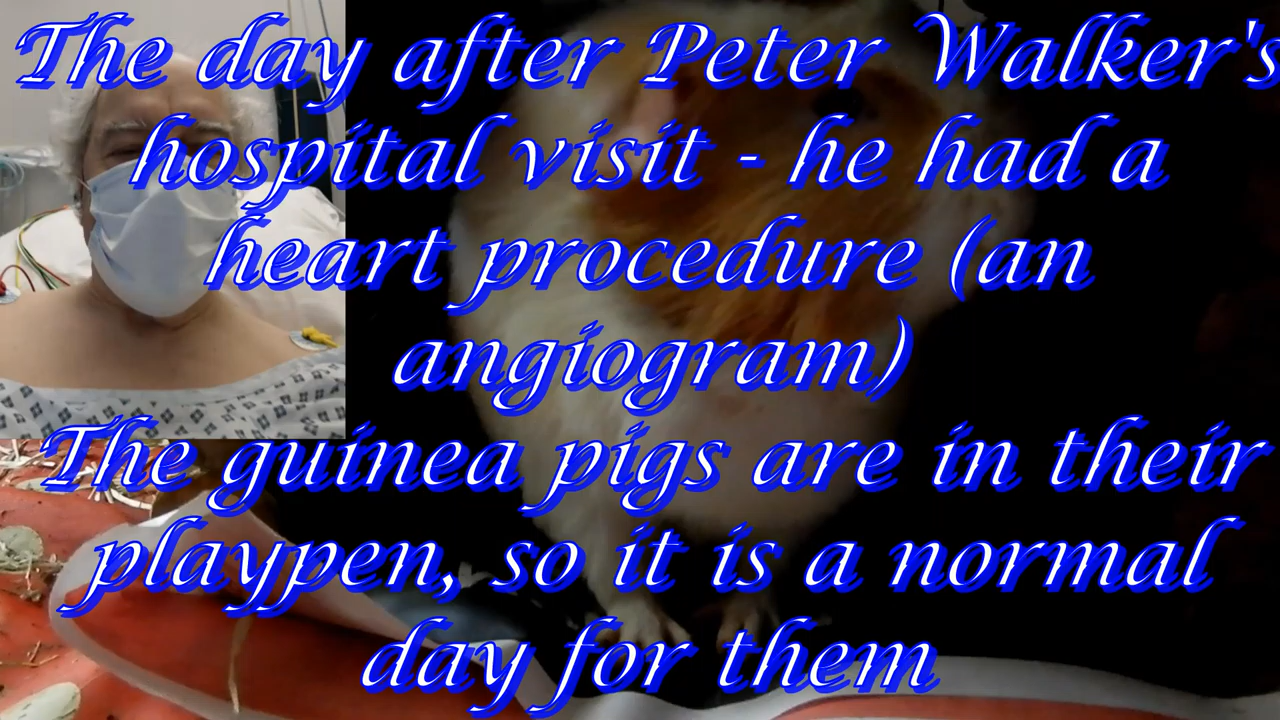 The day after Peter Walker's
hospital visit - he had a
heart procedure (an
angiogram)
The guinea pigs are in their
playpen, so it is a normal
day for them